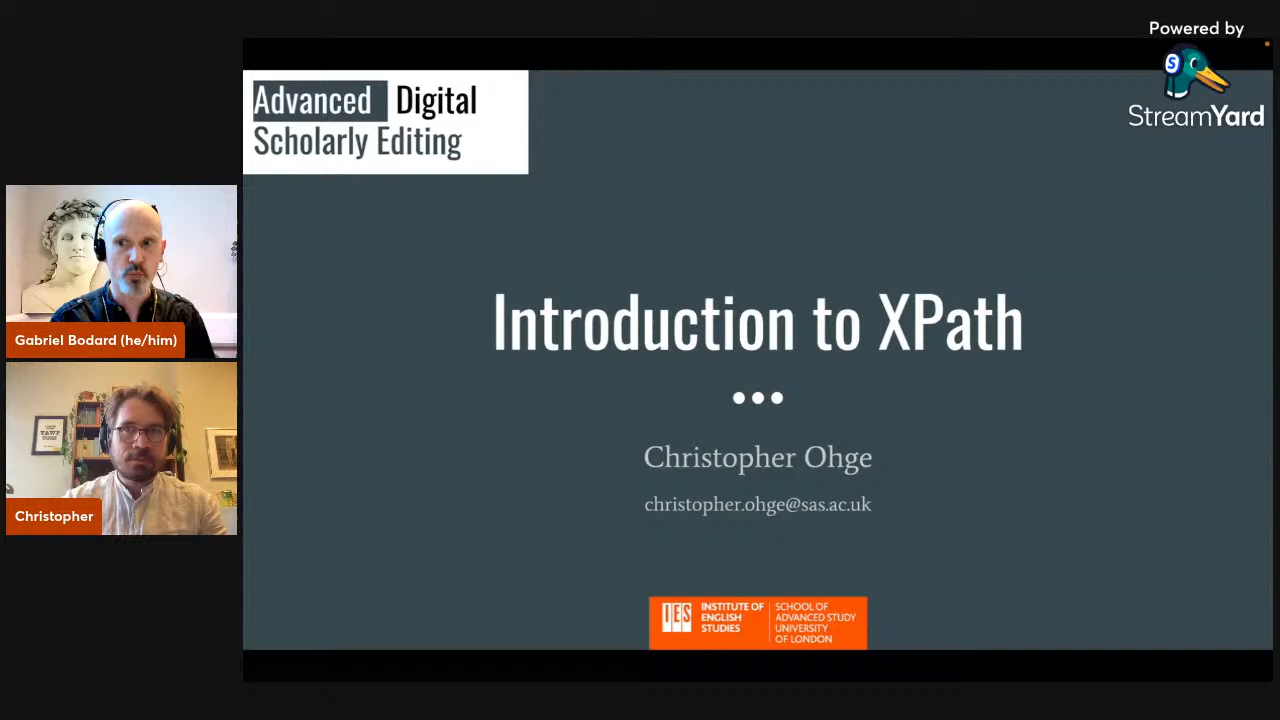 Powered by
StreamYard
Advanced Digital
Scholarly Editing
Introduction to XPath
Christopher Ohge
christopher.ohge@sas.ac.uk
IES
INSTITUTE OF
ENGLISH
STUDIES
SCHOOL OF
ADVANCED STUDY
UNIVERSITY
OF LONDON
Gabriel Bodard (he/him)
Christopher
S